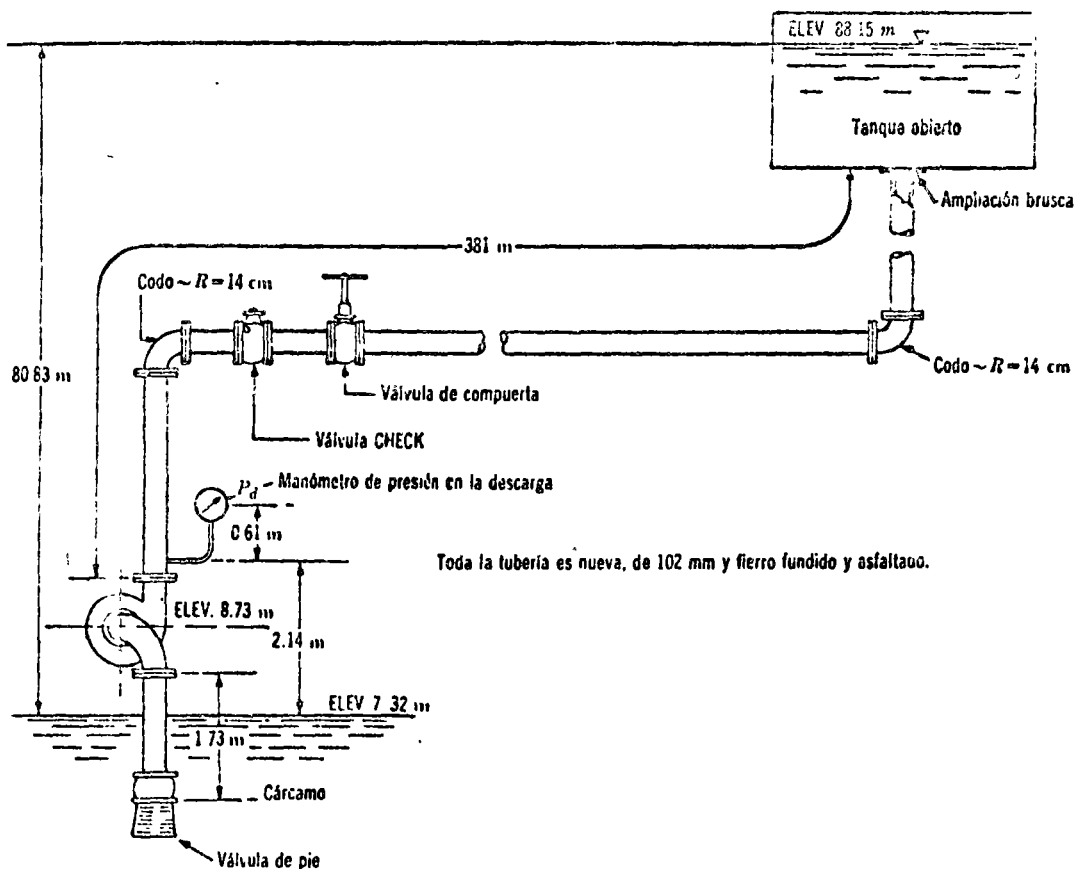 ELEV 88 15 m
Tanqua abierto
Ampliación brusca
381 m
Codo ~ R = 14 cm
80 83 m
Codo ~ R = 14 cm
Válvula de compuerta
Válvula CHECK
Pd
Manómetro de presión en la descarga
0 61 m
Toda la tubería es nueva, de 102 mm y fierro fundido y asfaltado.
ELEV. 8.73 m
2.14 m
ELEV 7 32 m
1 73 m
Cárcamo
Válvula de pie